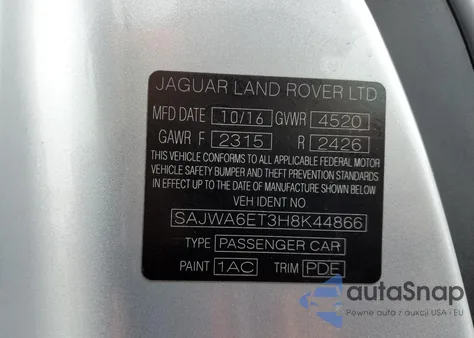 JAGUAR LAND ROVER LTD
MFD DATE 10/16 GVWR 4520
GAWR F 2315 R 2426
THIS VEHICLE CONFORMS TO ALL APPLICABLE FEDERAL MOTOR
VEHICLE SAFETY BUMPER AND THEFT PREVENTION STANDARDS
IN EFFECT UP TO THE DATE OF MANUFACTURE SHOWN BELOW
VEH IDENT NO
SAJWA6ET3H8K44866
TYPE PASSENGER CAR
PAINT 1AC TRIM PDE
autoSnap
Pewne auto z aukcji USA i EU